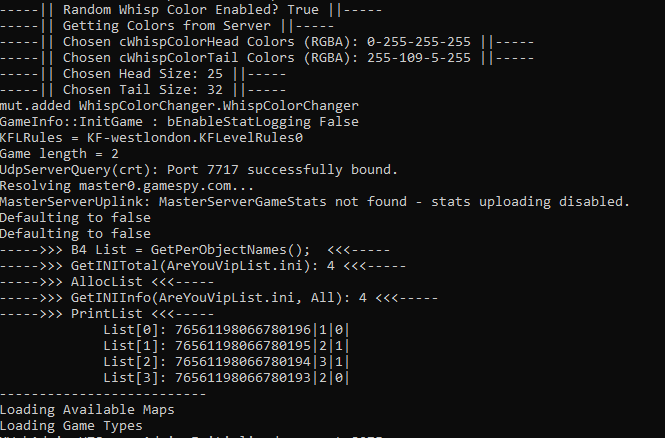 -----|| Random Whisp Color Enabled? True ||-----
-----|| Getting Colors from Server ||-----
-----|| Chosen cWhispColorHead Colors (RGBA): 0-255-255-255 ||-----
-----|| Chosen cWhispColorTail Colors (RGBA): 255-109-5-255 ||-----
-----|| Chosen Head Size: 25 ||-----
-----|| Chosen Tail Size: 32 ||-----
mut.added WhispColorChanger.WhispColorChanger
GameInfo::InitGame : bEnableStatLogging False
KFLRules = KF-westlondon.KFLevelRules0
Game length = 2
UdpServerQuery(crt): Port 7717 successfully bound.
Resolving master0.gamespy.com...
MasterServerUplink: MasterServerGameStats not found - stats uploading disabled.
Defaulting to false
Defaulting to false
----->>> B4 List = GetPerObjectNames();  <<<-----
----->>> GetINITotal(AreYouVipList.ini): 4 <<<-----
----->>> AllocList <<<-----
----->>> GetINIInfo(AreYouVipList.ini, All): 4 <<<-----
----->>> PrintList <<<-----
List[0]: 76561198066780196|1|0|
List[1]: 76561198066780195|2|1|
List[2]: 76561198066780194|3|1|
List[3]: 76561198066780193|2|0|
--------------------------
Loading Available Maps
Loading Game Types